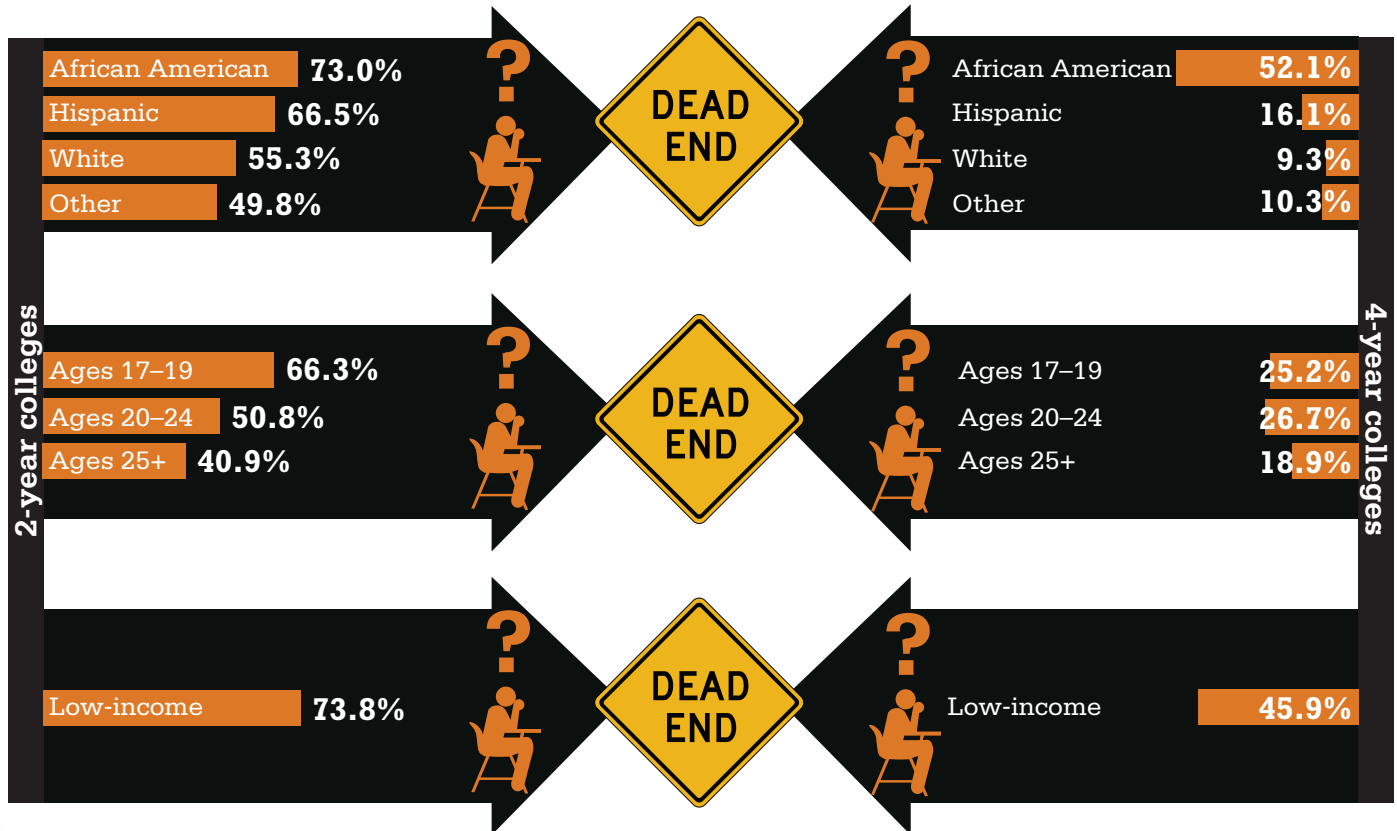 2-year colleges
African American 73.0%
Hispanic 66.5%
White 55.3%
Other 49.8%
?
DEAD
END
?
African American 52.1%
Hispanic 16.1%
White 9.3%
Other 10.3%
Ages 17–19 66.3%
Ages 20–24 50.8%
Ages 25+ 40.9%
?
DEAD
END
?
Ages 17–19 25.2%
Ages 20–24 26.7%
Ages 25+ 18.9%
Low-income 73.8%
?
DEAD
END
?
Low-income 45.9%
4-year colleges